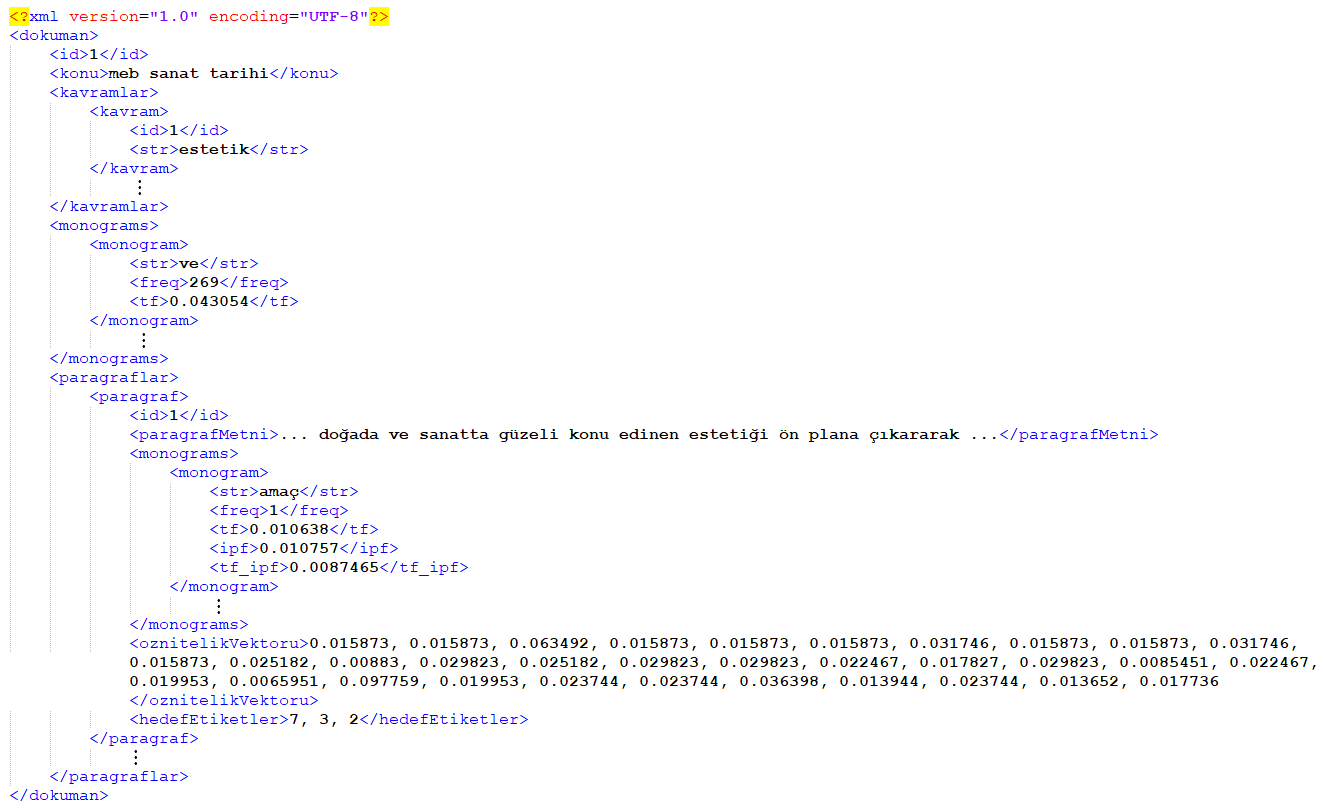 <?xml version="1.0" encoding="UTF-8"?>
<dokuman>
<id>1</id>
<konu>meb sanat tarihi</konu>
<kavramlar>
<kavram>
<id>1</id>
<str>estetik</str>
</kavram>
⋮
</kavramlar>
<monograms>
<monogram>
<str>ve</str>
<freq>269</freq>
<tf>0.043054</tf>
</monogram>
⋮
</monograms>
<paragraflar>
<paragraf>
<id>1</id>
<paragrafMetni>... doğada ve sanatta güzeli konu edinen estetiği ön plana çıkararak ...</paragrafMetni>
<monograms>
<monogram>
<str>amaç</str>
<freq>1</freq>
<tf>0.010638</tf>
<ipf>0.010757</ipf>
<tf_ipf>0.0087465</tf_ipf>
</monogram>
⋮
</monograms>
<oznitelikVektoru>0.015873, 0.015873, 0.063492, 0.015873, 0.015873, 0.015873, 0.031746, 0.015873, 0.015873, 0.031746,
0.015873, 0.025182, 0.00883, 0.029823, 0.025182, 0.029823, 0.029823, 0.022467, 0.017827, 0.029823, 0.0085451, 0.022467,
0.019953, 0.0065951, 0.097759, 0.019953, 0.023744, 0.023744, 0.036398, 0.013944, 0.023744, 0.013652, 0.017736
</oznitelikVektoru>
<hedefEtiketler>7, 3, 2</hedefEtiketler>
</paragraf>
⋮
</paragraflar>
</dokuman>